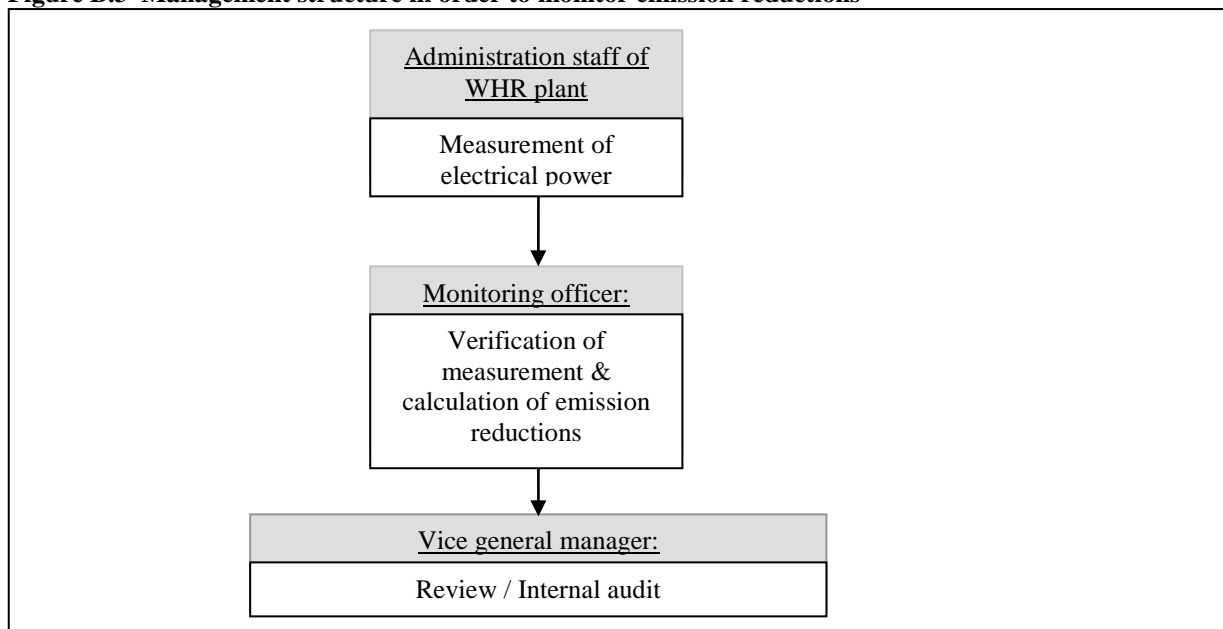 Figure B.3 Management structure in order to monitor emission reductions
Administration staff of
WHR plant
Measurement of
electrical power
Monitoring officer:
Verification of
measurement &
calculation of emission
reductions
Vice general manager:
Review / Internal audit